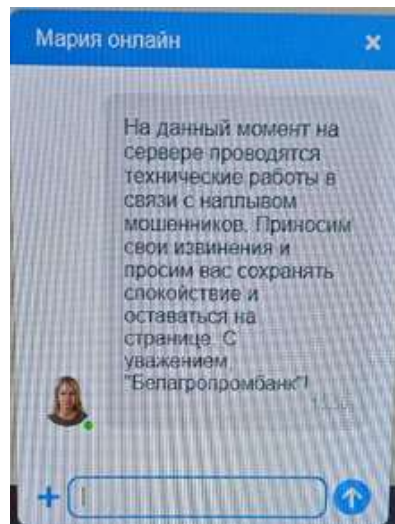 Мария онлайн
На данный момент на
сервере проводятся
технические работы в
связи с наплывом
мошенников. Приносим
свои извинения и
просим вас сохранять
спокойствие и
оставаться на
странице. С
уважением
"Белагропромбанк"!